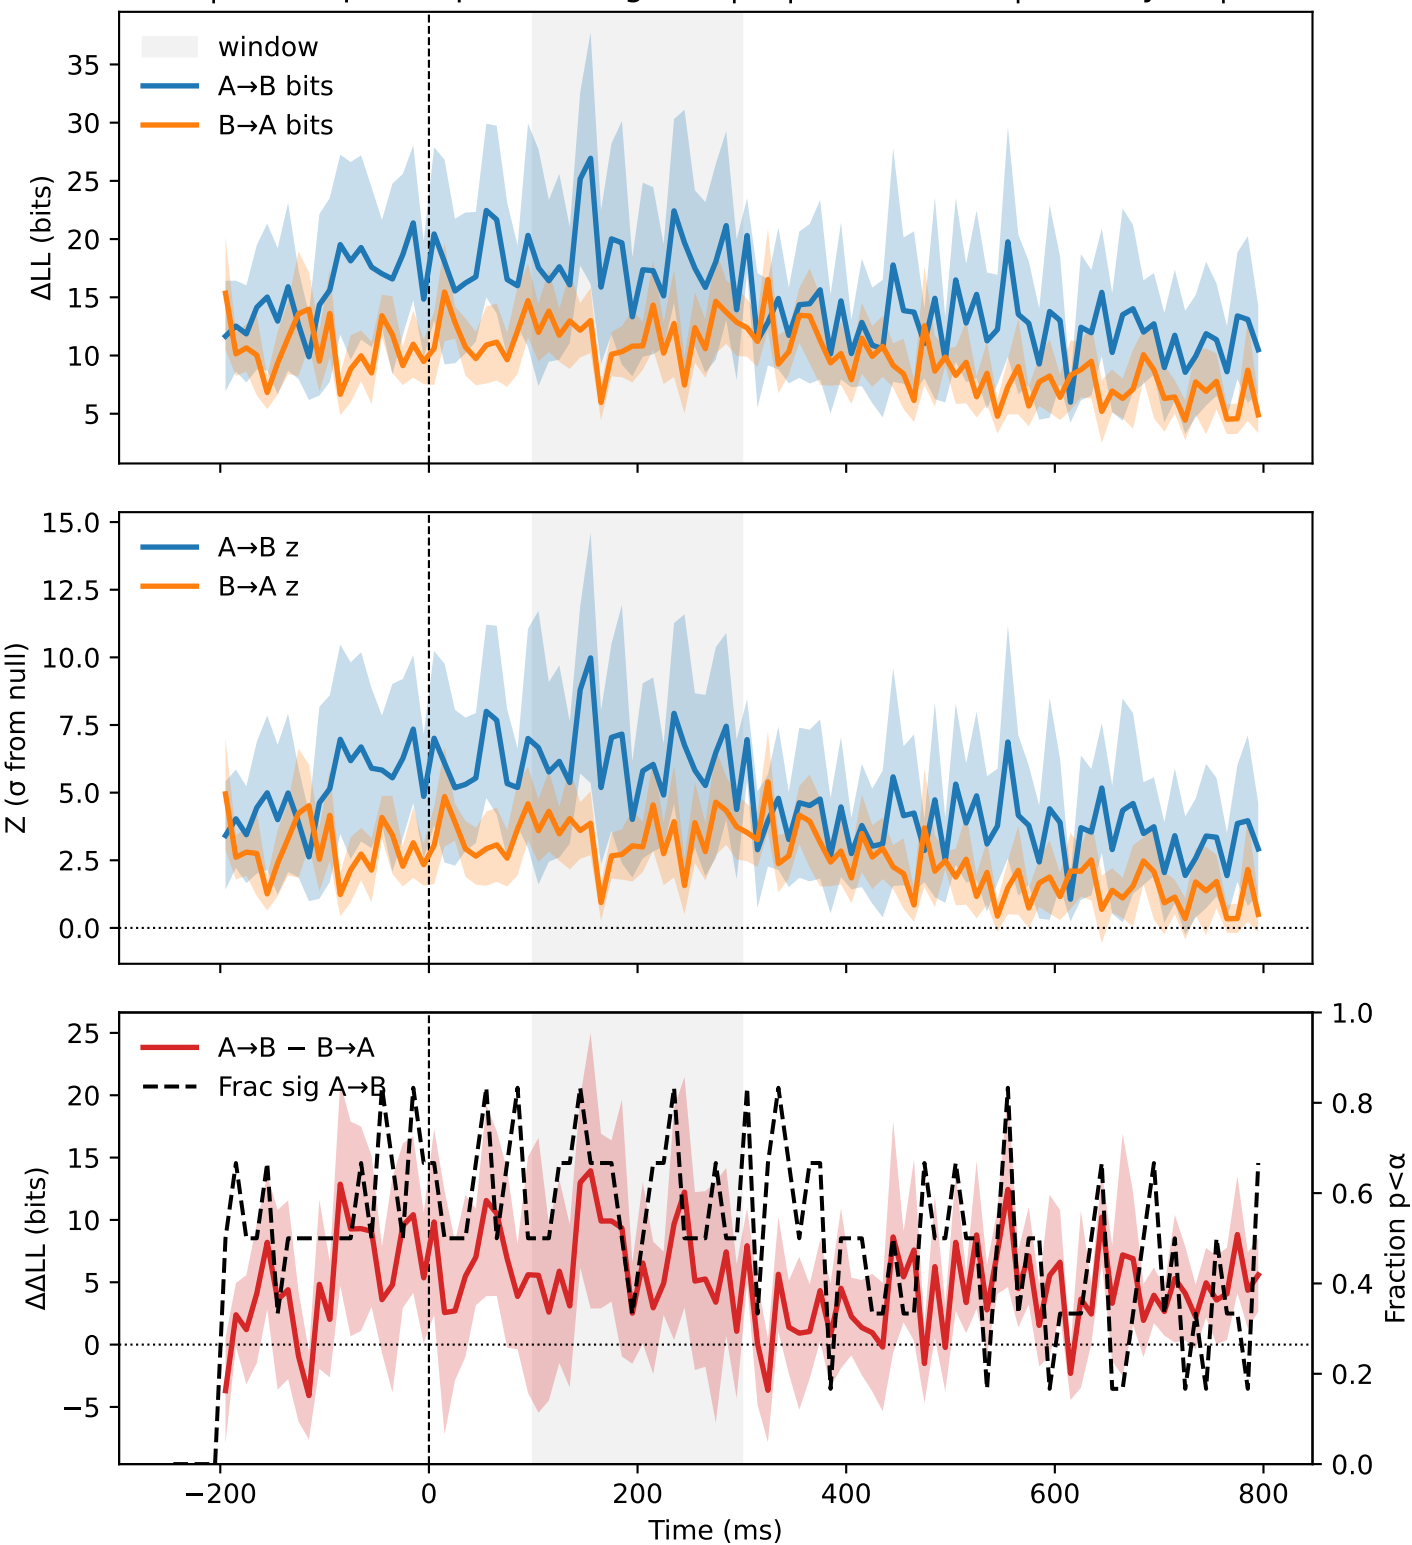 35
30
25
20
15
10
5
ΔLL (bits)
window
A→B bits
B→A bits
15.0
12.5
10.0
7.5
5.0
2.5
0.0
Z (σ from null)
A→B z
B→A z
25
20
15
10
5
0
−5
ΔΔLL (bits)
A→B − B→A
Frac sig A→B
1.0
0.8
0.6
0.4
0.2
0.0
Fraction p<α
−200 0 200 400 600 800
Time (ms)